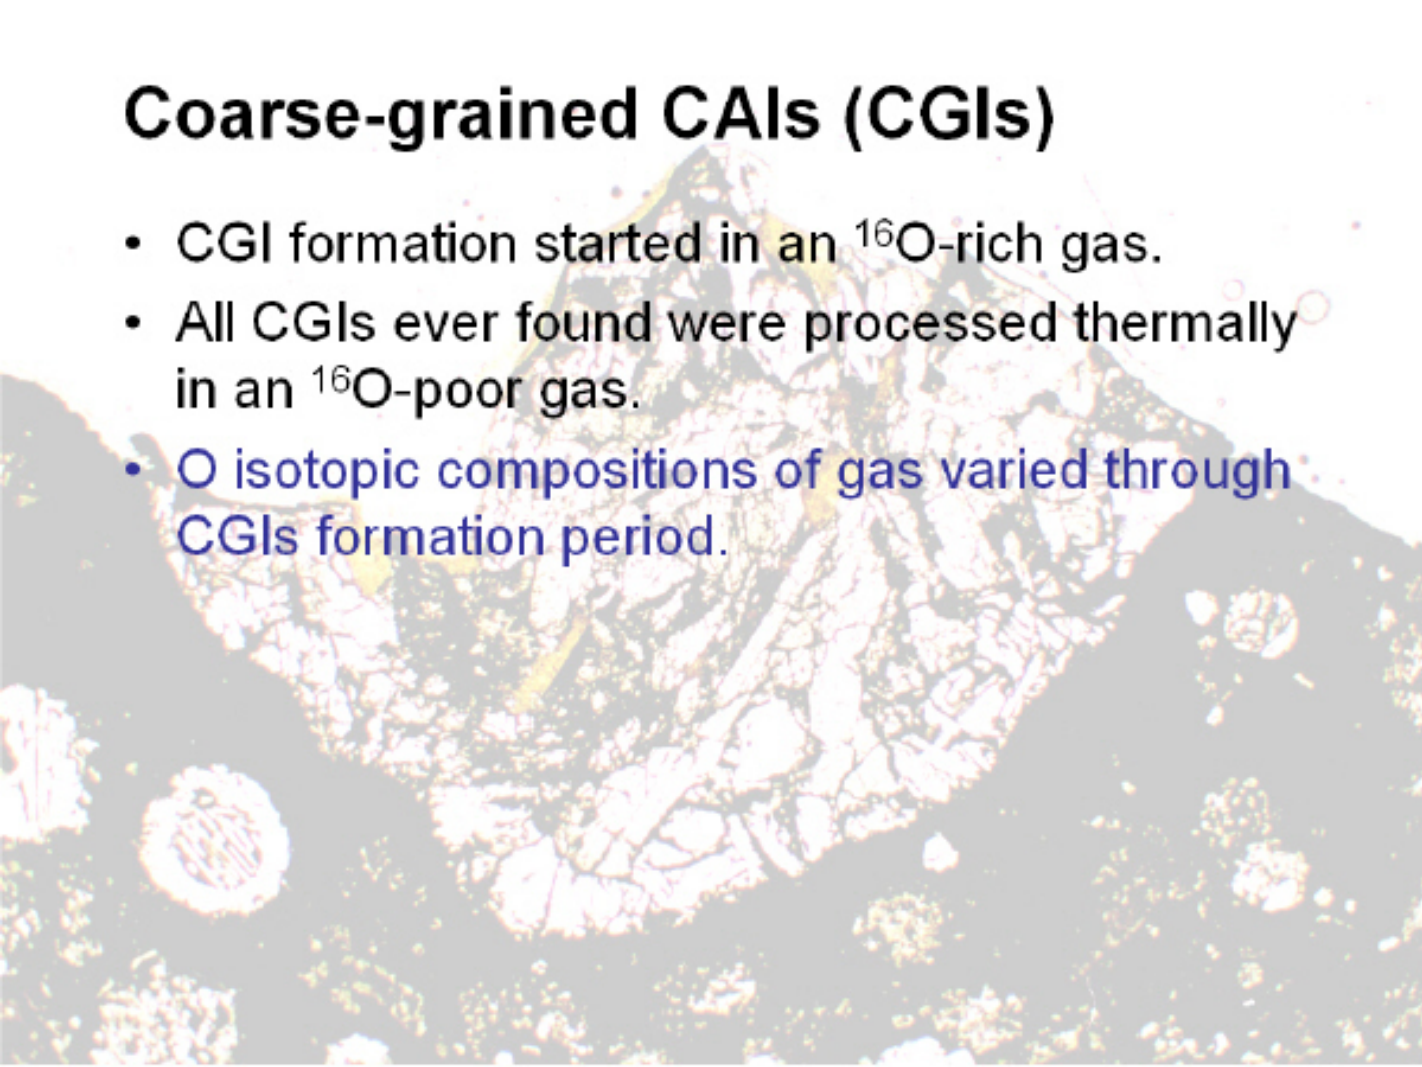 Coarse-grained CAIs (CGIs)
• CGI formation started in an ¹⁶O-rich gas.
• All CGIs ever found were processed thermally
in an ¹⁶O-poor gas.
• O isotopic compositions of gas varied through
CGIs formation period.